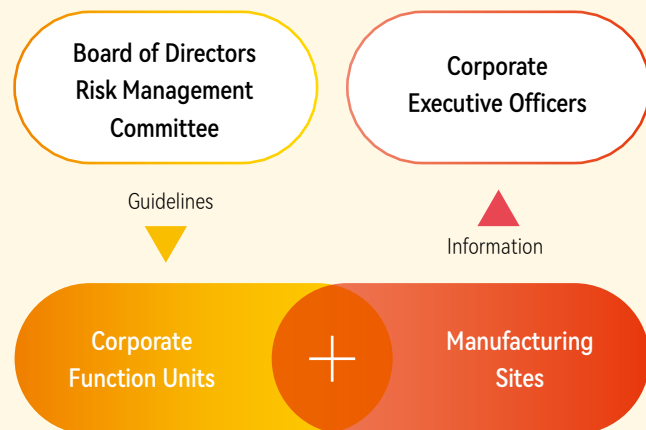 Board of Directors
Risk Management
Committee
Corporate
Executive Officers
Guidelines
Information
Corporate
Function Units
Manufacturing
Sites